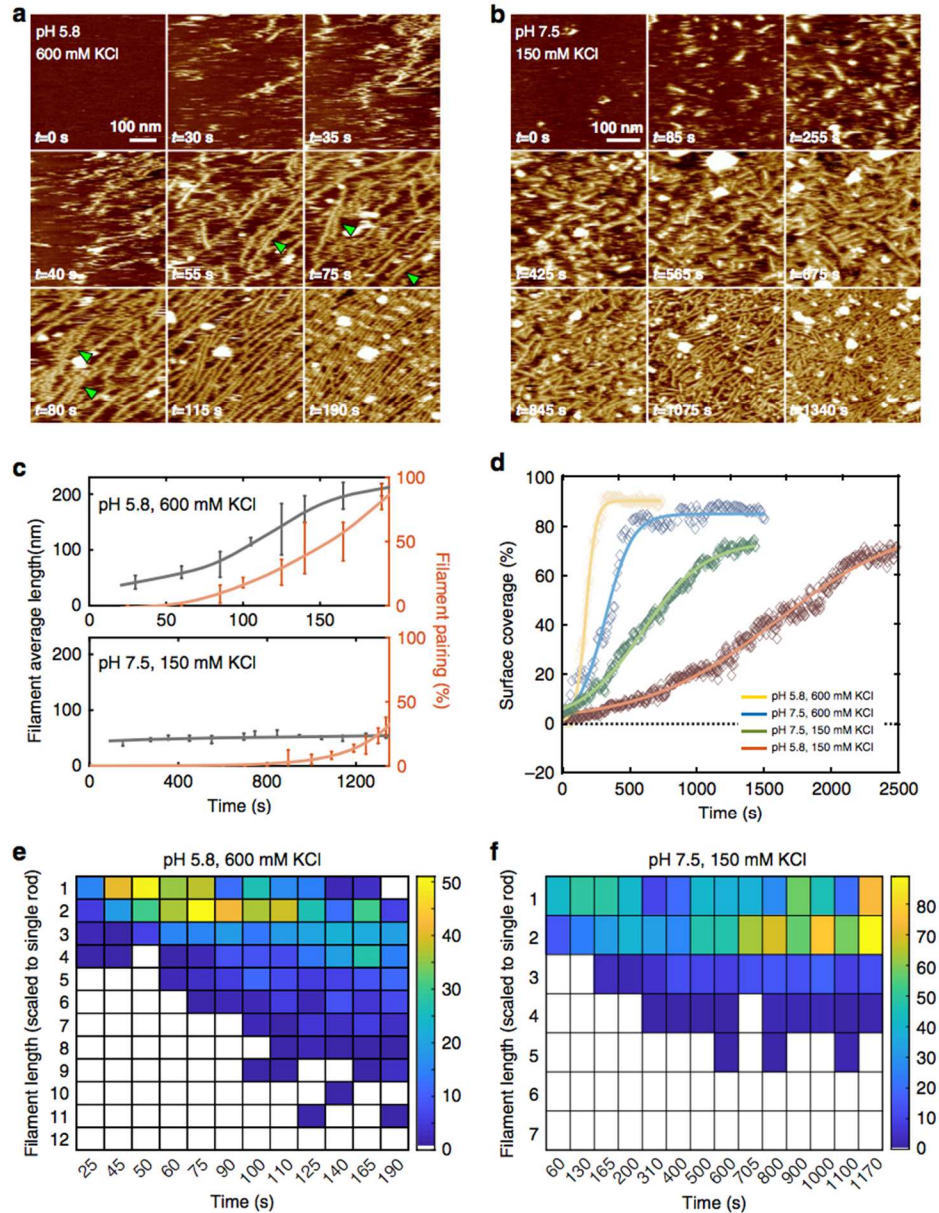 a
pH 5.8
600 mM KCl
100 nm
t=0 s
t=30 s
t=35 s
t=40 s
t=55 s
t=75 s
t=80 s
t=115 s
t=190 s
b
pH 7.5
150 mM KCl
100 nm
t=0 s
t=85 s
t=255 s
t=425 s
t=565 s
t=675 s
t=845 s
t=1075 s
t=1340 s
c
Filament average length(nm)
200
100
0
pH 5.8, 600 mM KCl
100
50
0
0 50 100 150
200
100
0
pH 7.5, 150 mM KCl
100
50
0
0 400 800 1200
Time (s)
Filament pairing (%)
d
Surface coverage (%)
100
80
60
40
20
0
−20
pH 5.8, 600 mM KCl
pH 7.5, 600 mM KCl
pH 7.5, 150 mM KCl
pH 5.8, 150 mM KCl
0 500 1000 1500 2000 2500
Time (s)
e
pH 5.8, 600 mM KCl
Filament length (scaled to single rod)
1
2
3
4
5
6
7
8
9
10
11
12
25 45 50 60 75 90 100 110 125 140 165 190
Time (s)
50
40
30
20
10
0
f
pH 7.5, 150 mM KCl
Filament length (scaled to single rod)
1
2
3
4
5
6
7
60 130 165 200 310 400 500 600 705 800 900 1000 1100 1170
Time (s)
80
70
60
50
40
30
20
10
0